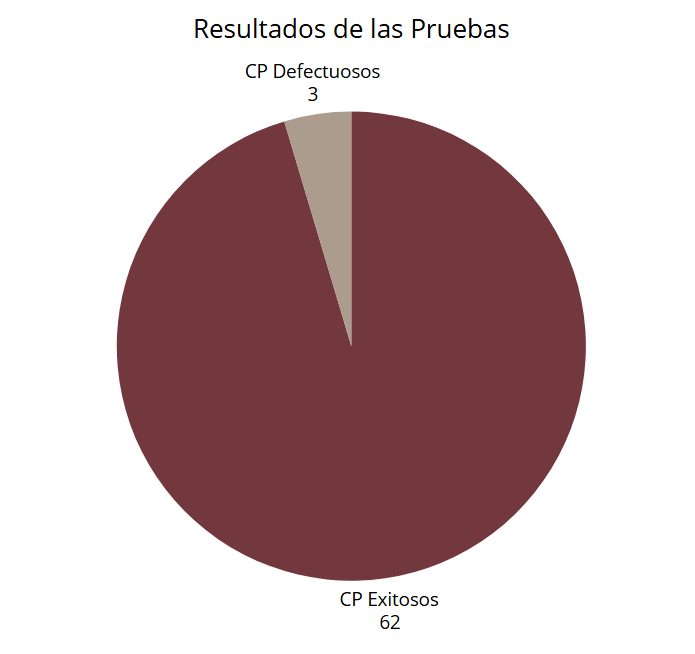 Resultados de las Pruebas
CP Defectuosos
3
CP Exitosos
62